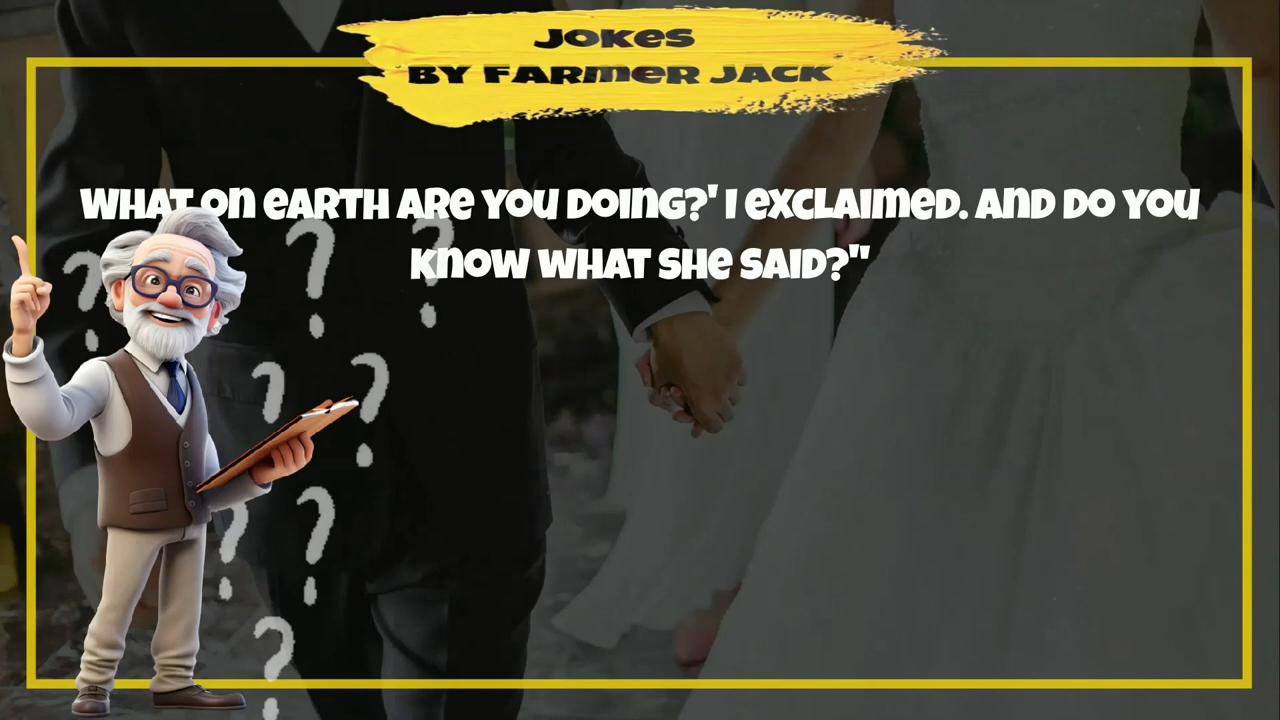 JOKES
BY FARMER JACK
WHAT ON EARTH ARE YOU DOING?' I EXCLAIMED. AND DO YOU
KNOW WHAT SHE SAID?"